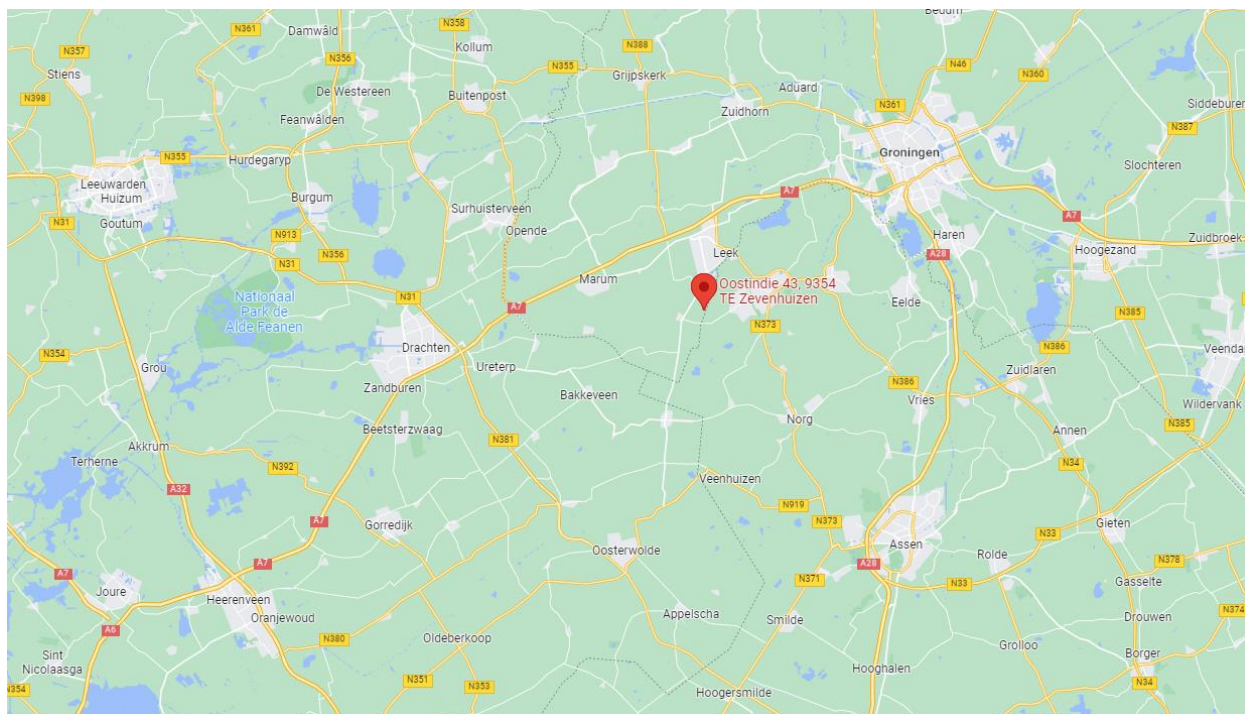 Bedum
N361
Damwâld
N358
N357
N356
Kollum
N388
N46
N360
Stiens
N355
Grijpskerk
Aduard
N398
De Westereen
Buitenpost
Zuidhorn
N361
Siddeburen
Feanwâlden
N387
N355
Hurdegaryp
Groningen
Slochteren
Leeuwarden
Huizum
Burgum
A7
Surhuisterveen
N31
Goutum
A7
Opende
N913
N356
Haren
Zuidbroek
Leek
A28
Hoogezand
N31
Marum
Oostindie 43, 9354
TE Zevenhuizen
Nationaal
Park de
Alde Feanen
N31
A7
Eelde
N385
N373
N354
Drachten
N386
Veenda
Grou
Ureterp
Zuidlaren
Zandburen
Bakkeveen
N386
Vries
Wildervank
Norg
N385
Beetsterzwaag
Annen
Akkrum
N381
Terherne
N392
N34
A32
Veenhuizen
N919
A7
N373
Gorredijk
Gieten
N33
Assen
Oosterwolde
Rolde
N378
A7
A28
A7
N371
N33
Gasselte
Joure
Heerenveen
N374
Appelscha
Drouwen
Oranjewoud
Smilde
A6
N380
Oldeberkoop
Grolloo
Sint
Nicolaasga
Borger
Hooghalen
N351
N353
N34
N354
Hoogersmilde